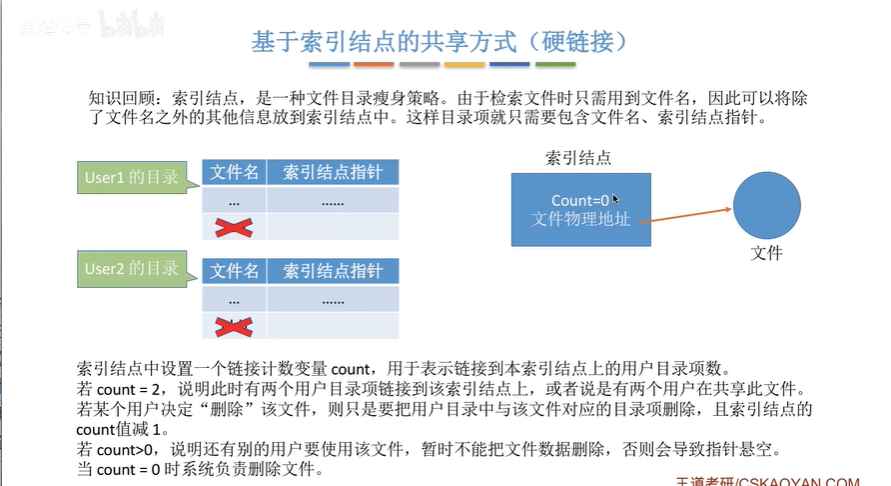 bilibili
基于索引结点的共享方式（硬链接）
知识回顾：索引结点，是一种文件目录瘦身策略。由于检索文件时只需用到文件名，因此可以将除
了文件名之外的其他信息放到索引结点中。这样目录项就只需要包含文件名、索引结点指针。
索引结点
User1 的目录
文件名 索引结点指针
... ......
Count=0
文件物理地址
文件
User2 的目录
文件名 索引结点指针
... ......
索引结点中设置一个链接计数变量 count，用于表示链接到本索引结点上的用户目录项数。
若 count = 2，说明此时有两个用户目录项链接到该索引结点上，或者说是有两个用户在共享此文件。
若某个用户决定“删除”该文件，则只是要把用户目录中与该文件对应的目录项删除，且索引结点的
count值减 1。
若 count>0，说明还有别的用户要使用该文件，暂时不能把文件数据删除，否则会导致指针悬空。
当 count = 0 时系统负责删除文件。
王道考研/CSKAOYAN.COM